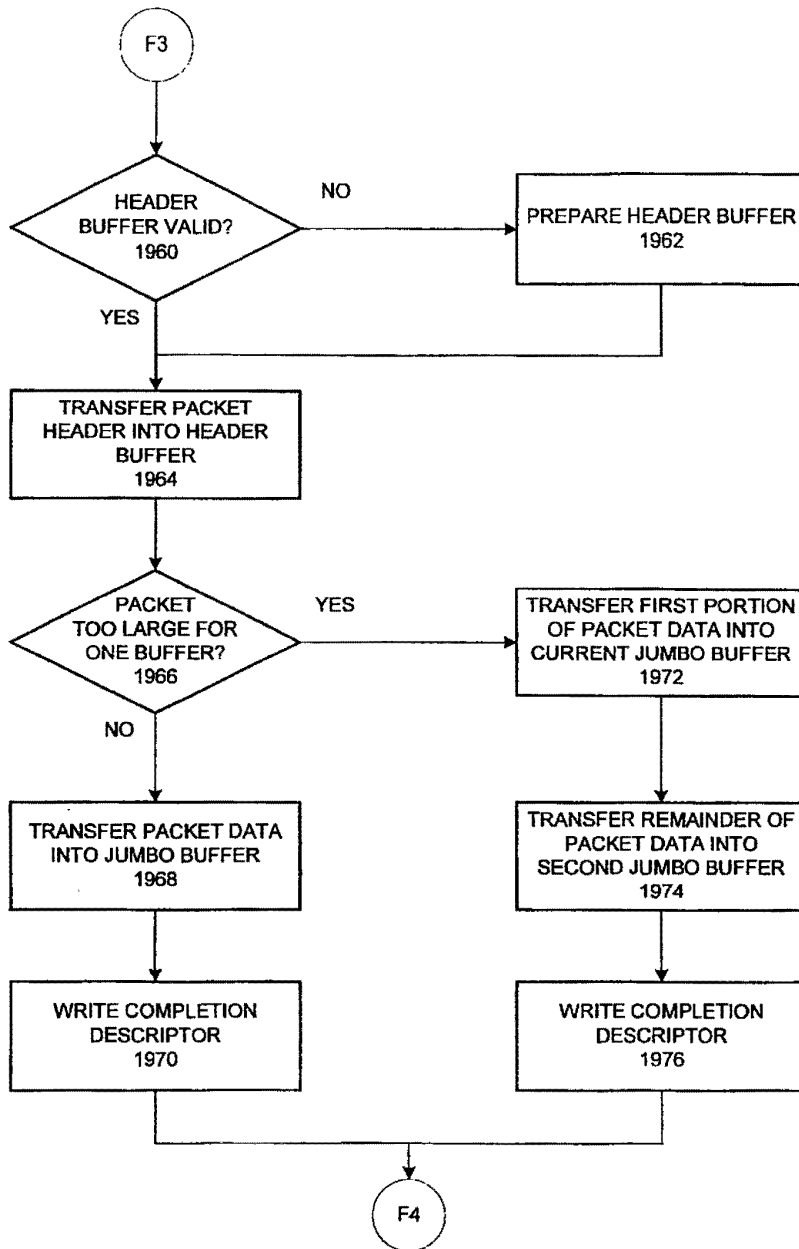 F3
HEADER
BUFFER VALID?
1960
NO
PREPARE HEADER BUFFER
1962
YES
TRANSFER PACKET
HEADER INTO HEADER
BUFFER
1964
PACKET
TOO LARGE FOR
ONE BUFFER?
1966
YES
TRANSFER FIRST PORTION
OF PACKET DATA INTO
CURRENT JUMBO BUFFER
1972
NO
TRANSFER PACKET DATA
INTO JUMBO BUFFER
1968
TRANSFER REMAINDER OF
PACKET DATA INTO
SECOND JUMBO BUFFER
1974
WRITE COMPLETION
DESCRIPTOR
1970
WRITE COMPLETION
DESCRIPTOR
1976
F4